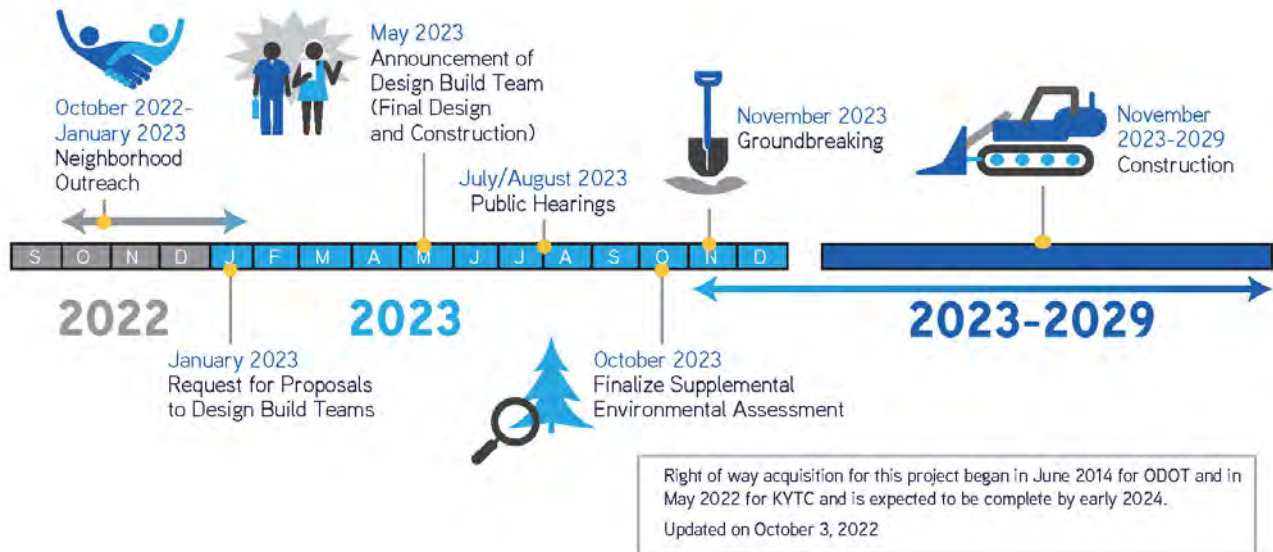 May 2023
Announcement of
Design Build Team
(Final Design
and Construction)
October 2022-
January 2023
Neighborhood
Outreach
July/August 2023
Public Hearings
November 2023
Groundbreaking
November
2023-2029
Construction
S O N D J F M A M J J A S O N D
2022
2023
2023-2029
January 2023
Request for Proposals
to Design Build Teams
October 2023
Finalize Supplemental
Environmental Assessment
Right of way acquisition for this project began in June 2014 for ODOT and in
May 2022 for KYTC and is expected to be complete by early 2024.
Updated on October 3, 2022